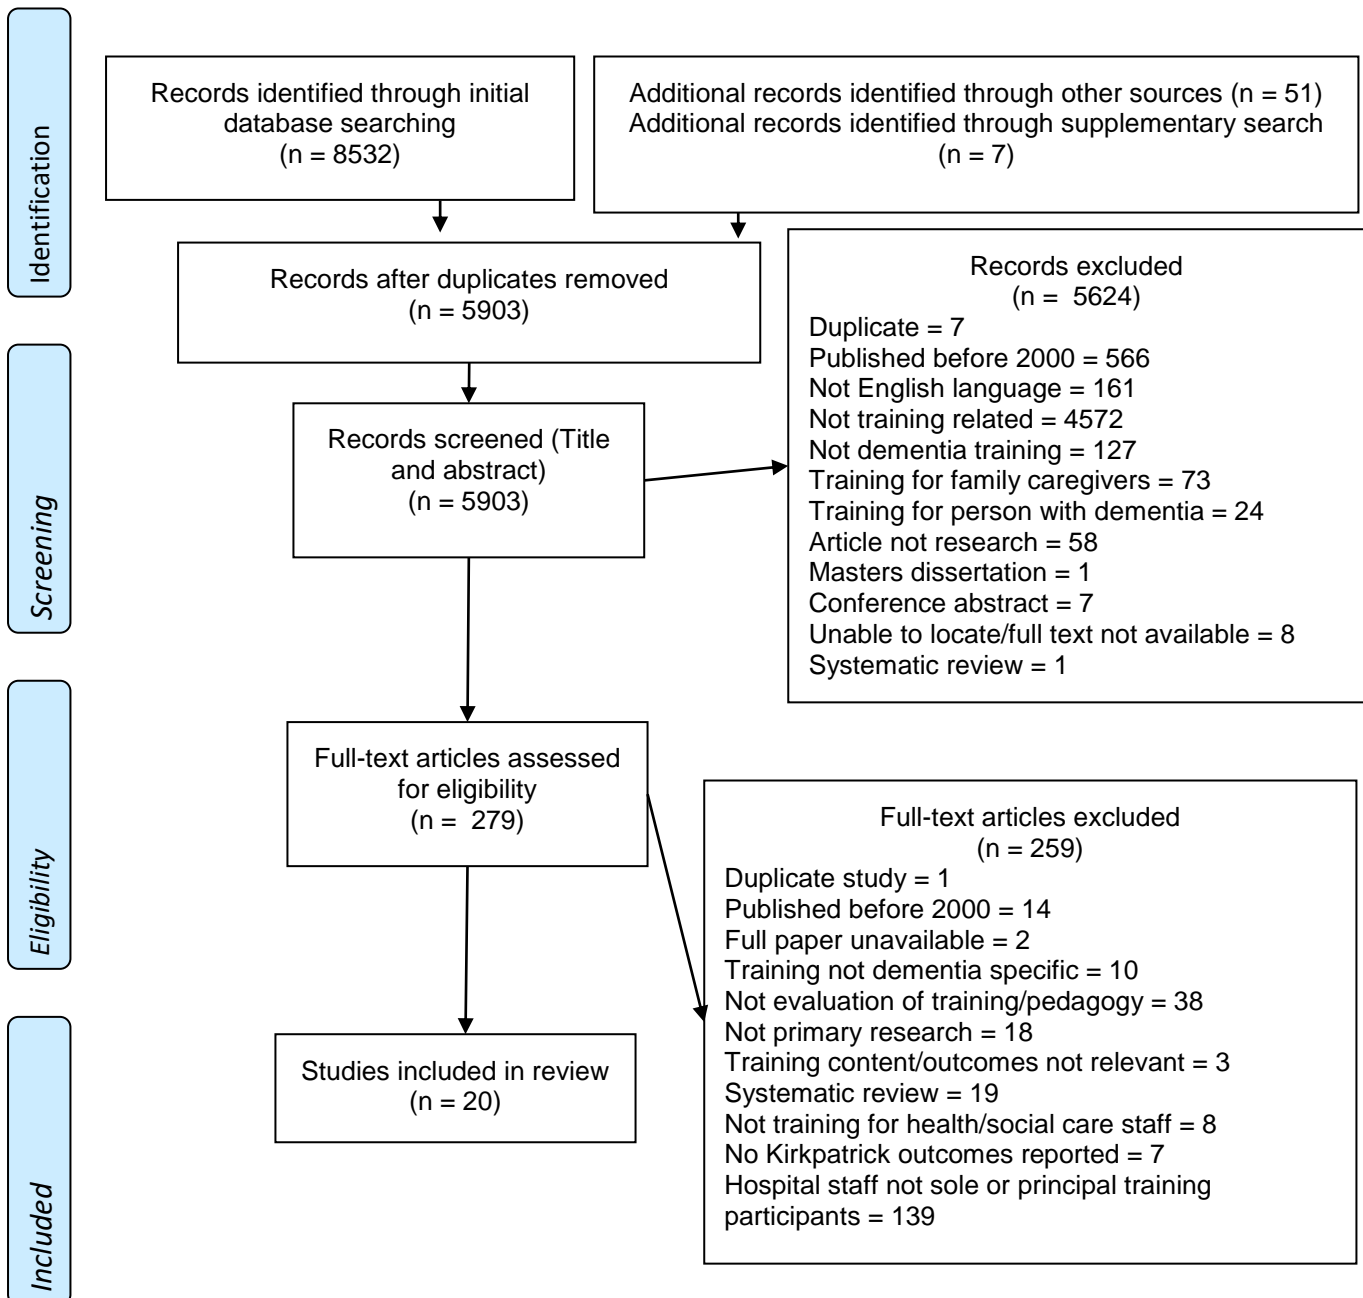 Identification
Records identified through initial
database searching
(n = 8532)
Additional records identified through other sources (n = 51)
Additional records identified through supplementary search
(n = 7)
Records after duplicates removed
(n = 5903)
Screening
Records screened (Title
and abstract)
(n = 5903)
Records excluded
(n =  5624)
Duplicate = 7
Published before 2000 = 566
Not English language = 161
Not training related = 4572
Not dementia training = 127
Training for family caregivers = 73
Training for person with dementia = 24
Article not research = 58
Masters dissertation = 1
Conference abstract = 7
Unable to locate/full text not available = 8
Systematic review = 1
Eligibility
Full-text articles assessed
for eligibility
(n =  279)
Full-text articles excluded
(n = 259)
Duplicate study = 1
Published before 2000 = 14
Full paper unavailable = 2
Training not dementia specific = 10
Not evaluation of training/pedagogy = 38
Not primary research = 18
Training content/outcomes not relevant = 3
Systematic review = 19
Not training for health/social care staff = 8
No Kirkpatrick outcomes reported = 7
Hospital staff not sole or principal training
participants = 139
Included
Studies included in review
(n = 20)